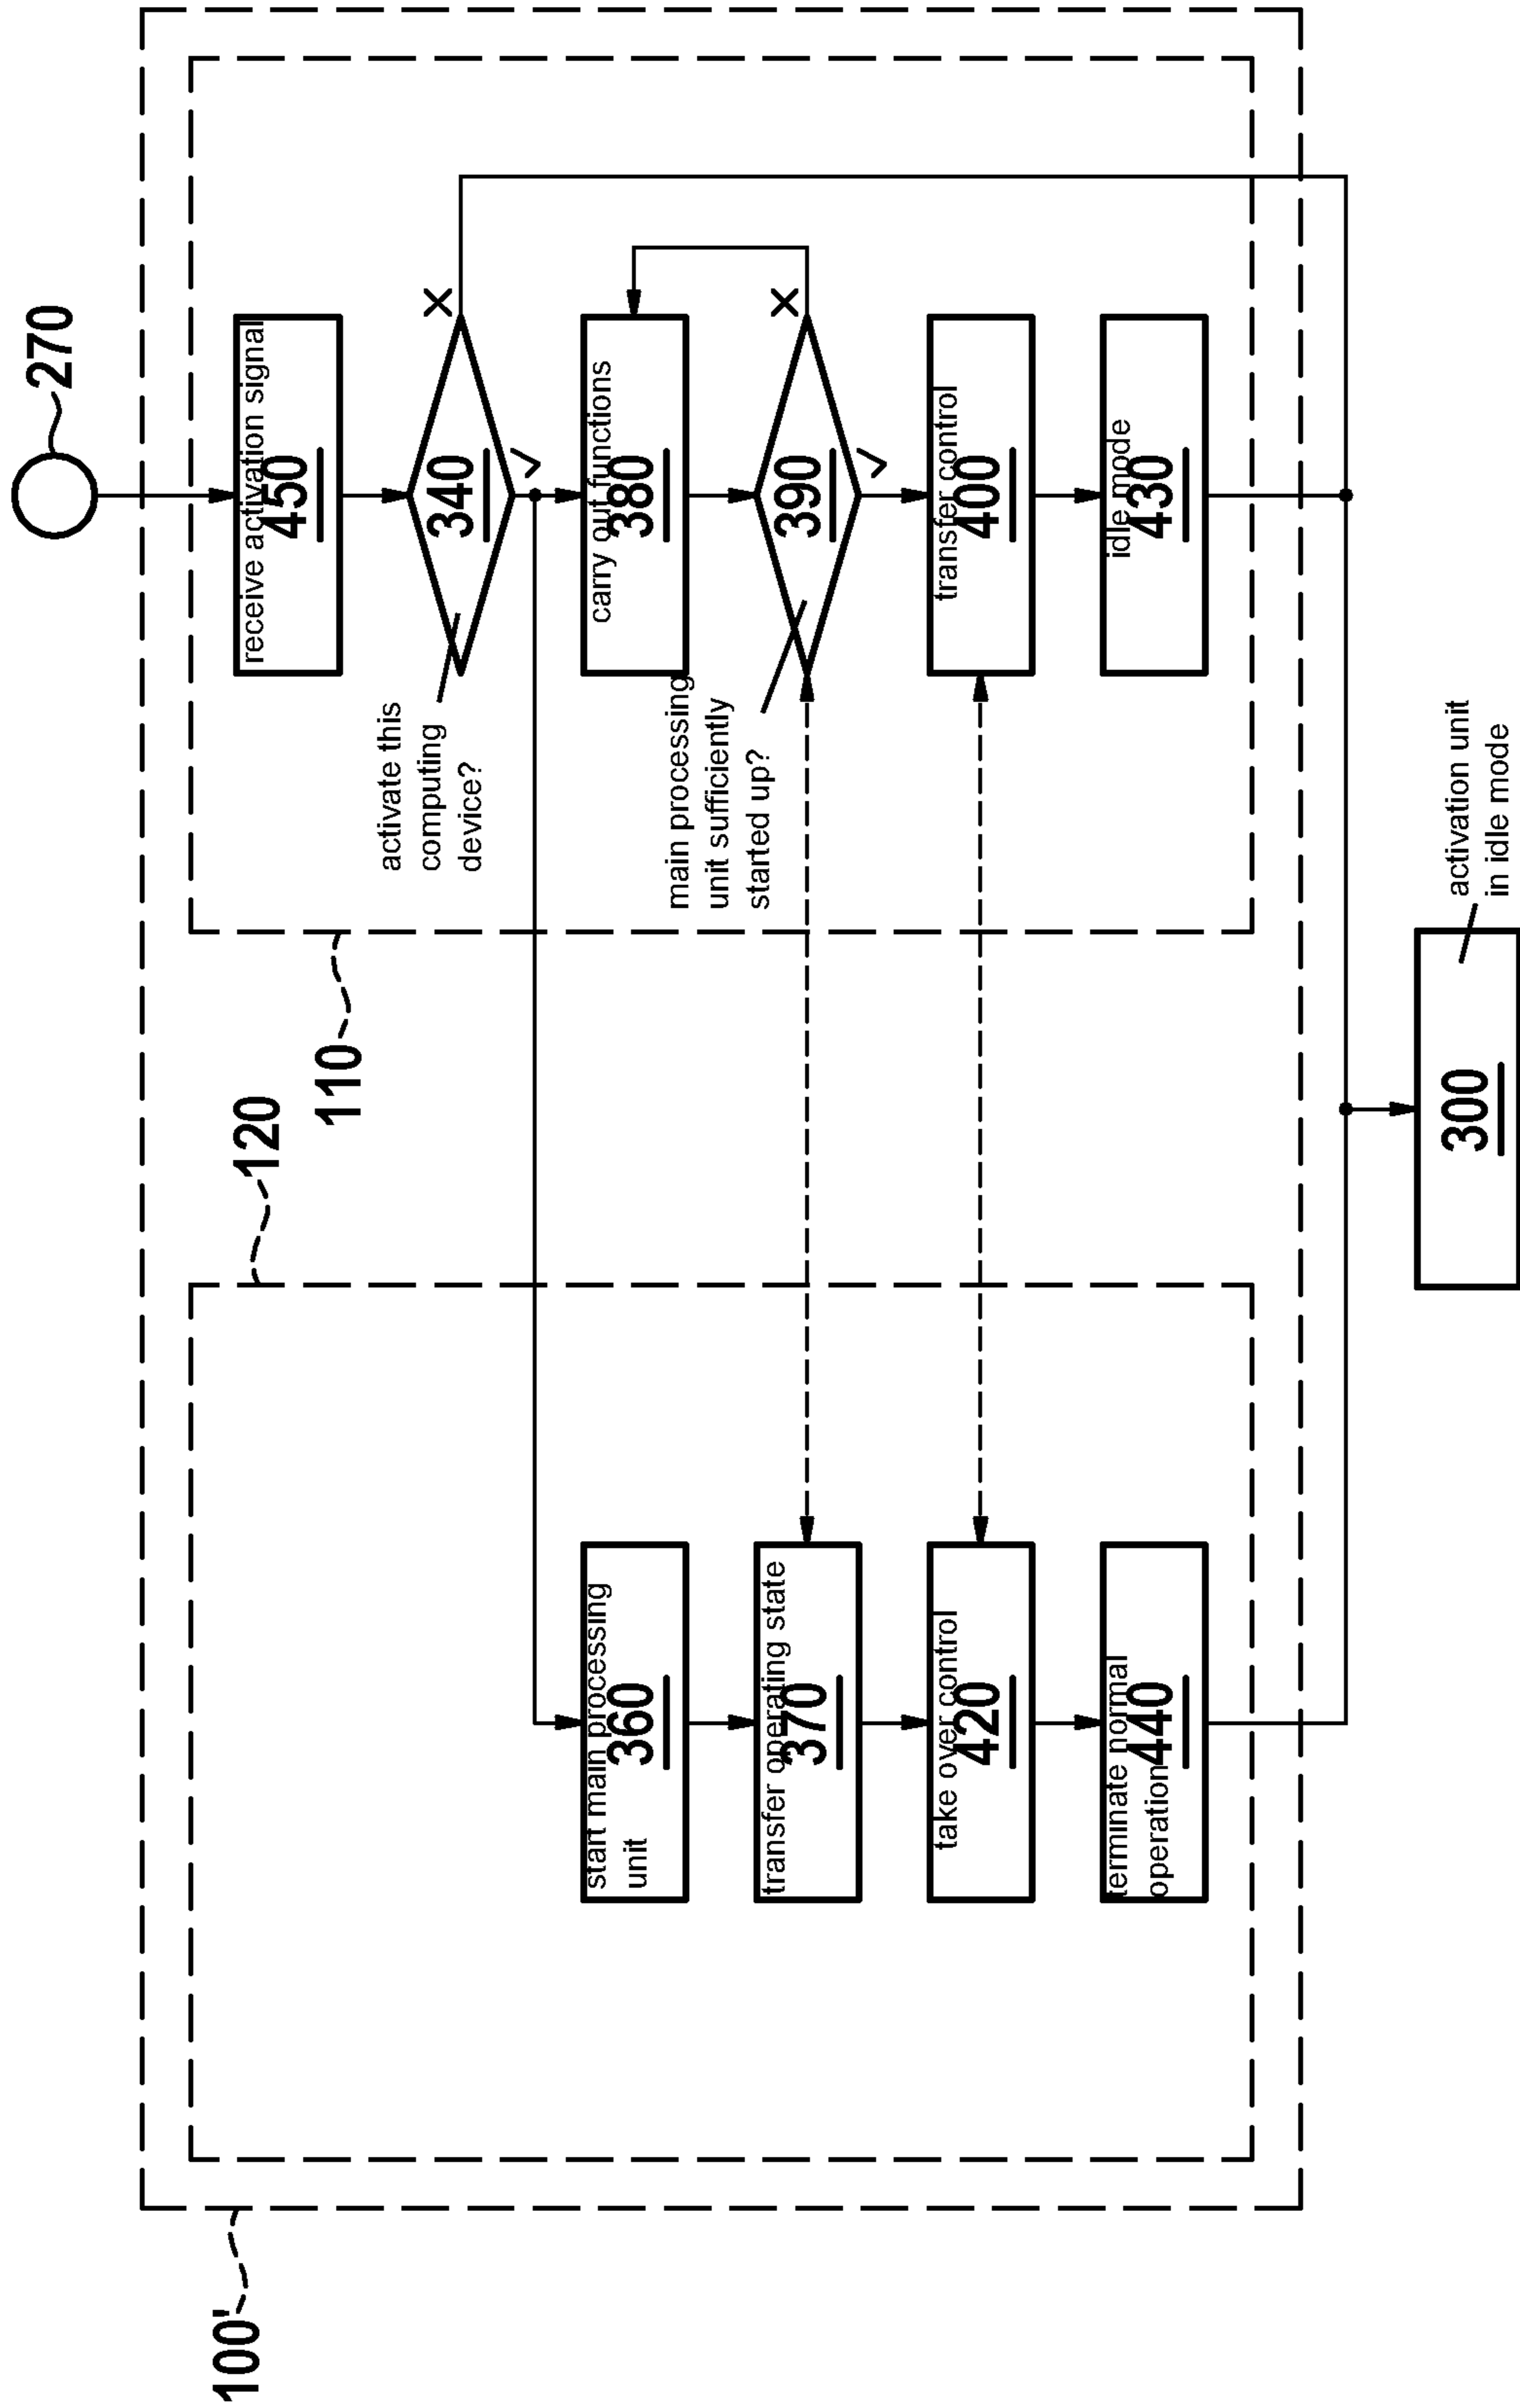 100'
120
110
270
receive activation signal
450
activate this
computing
device?
340
x
y
start main processing
unit
360
carry out functions
380
transfer operating state
370
main processing
unit sufficiently
started up?
390
x
y
take over control
420
transfer control
400
terminate normal
operation
440
idle mode
430
300
activation unit
in idle mode